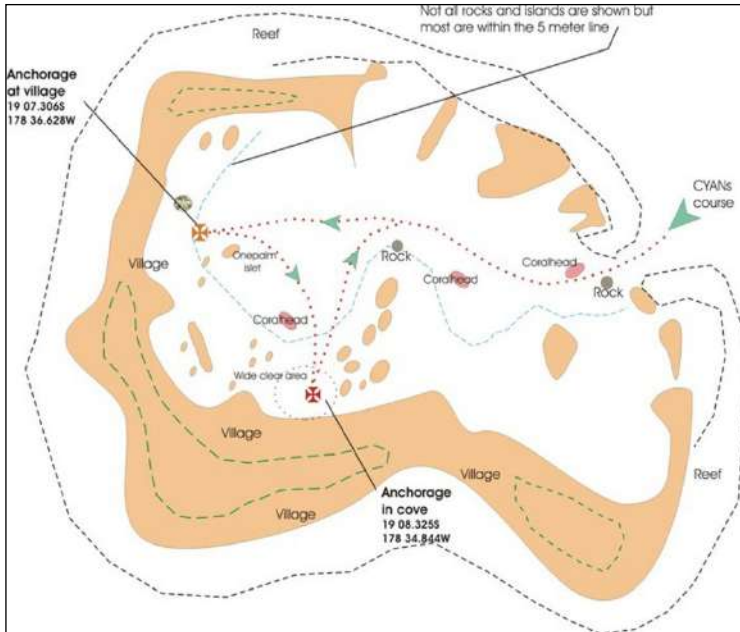 Not all rocks and islands are shown but
most are within the 5 meter line
Reef
Anchorage
at village
19 07.306S
178 36.628W
CYANs
course
Village
Onepalm
islet
Rock
Coralhead
Coralhead
Rock
Coralhead
Wide clear area
Village
Village
Village
Reef
Anchorage
in cove
19 08.325S
178 34.844W